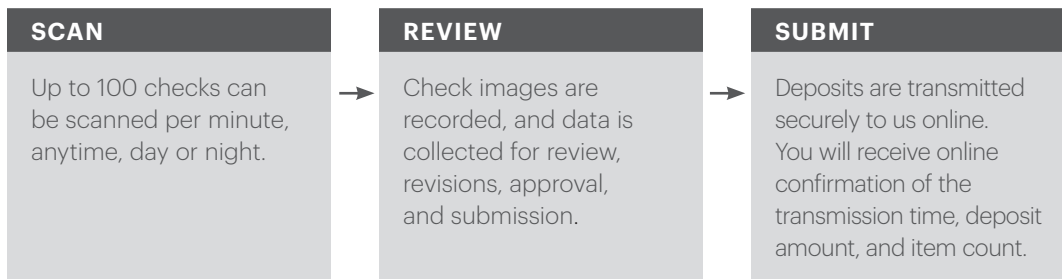 SCAN
Up to 100 checks can
be scanned per minute,
anytime, day or night.
REVIEW
Check images are
recorded, and data is
collected for review,
revisions, approval,
and submission.
SUBMIT
Deposits are transmitted
securely to us online.
You will receive online
confirmation of the
transmission time, deposit
amount, and item count.